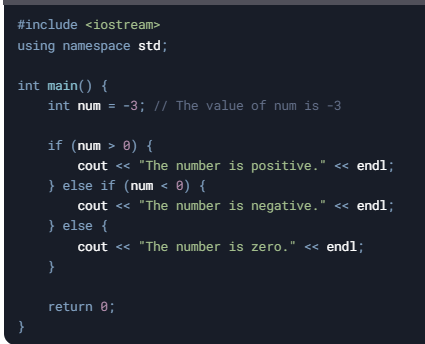 #include <iostream>
using namespace std;
int main() {
    int num = -3; // The value of num is -3
    if (num > 0) {
        cout << "The number is positive." << endl;
    } else if (num < 0) {
        cout << "The number is negative." << endl;
    } else {
        cout << "The number is zero." << endl;
    }
    return 0;
}